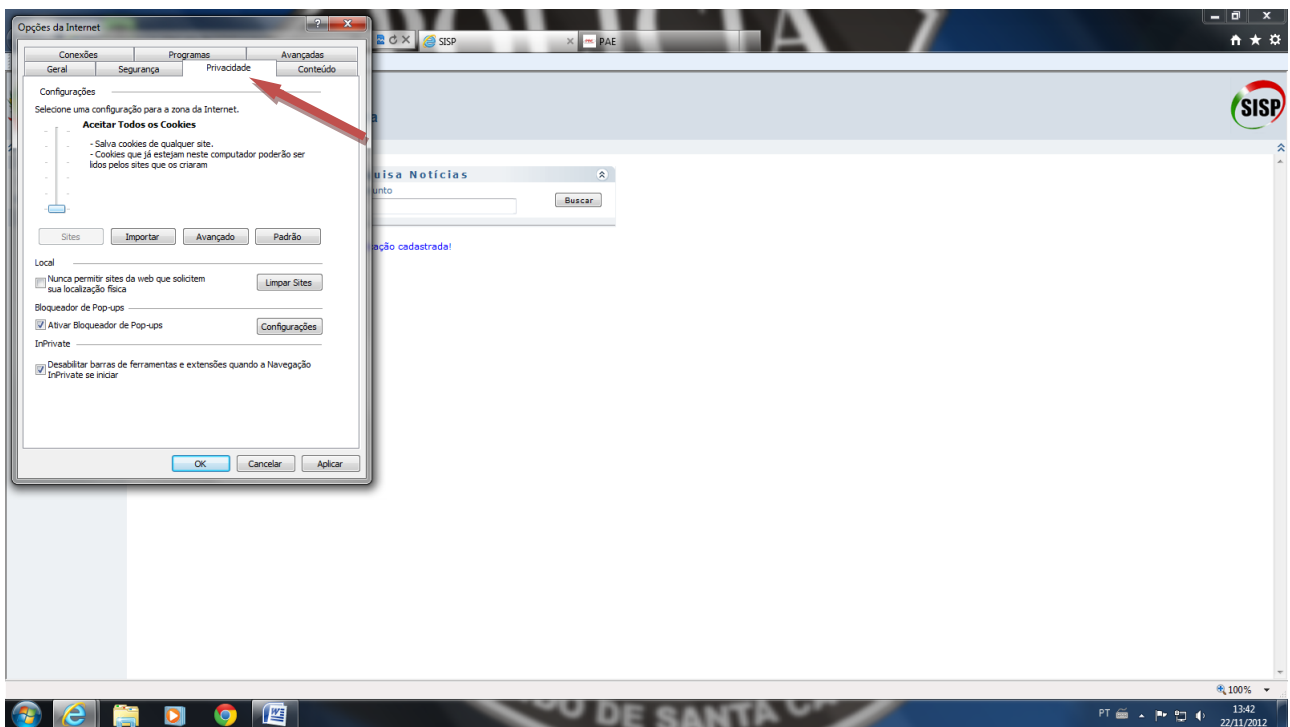 POLICIA
Opções da Internet
SISP
PAE
Conexões Programas Avançadas
Geral Segurança Privacidade Conteúdo
Configurações
Selecione uma configuração para a zona da Internet.
Aceitar Todos os Cookies
- Salva cookies de qualquer site.
- Cookies que já estejam neste computador poderão ser
lidos pelos sites que os criaram
Sites Importar Avançado Padrão
Local
Nunca permitir sites da web que solicitem
sua localização física
Limpar Sites
Bloqueador de Pop-ups
Ativar Bloqueador de Pop-ups
Configurações
InPrivate
Desabilitar barras de ferramentas e extensões quando a Navegação
InPrivate se iniciar
OK Cancelar Aplicar
a
SISP
uisa Notícias
unto
Buscar
ação cadastrada!
100%
DO DE SANTA CA
PT
13:42
22/11/2012